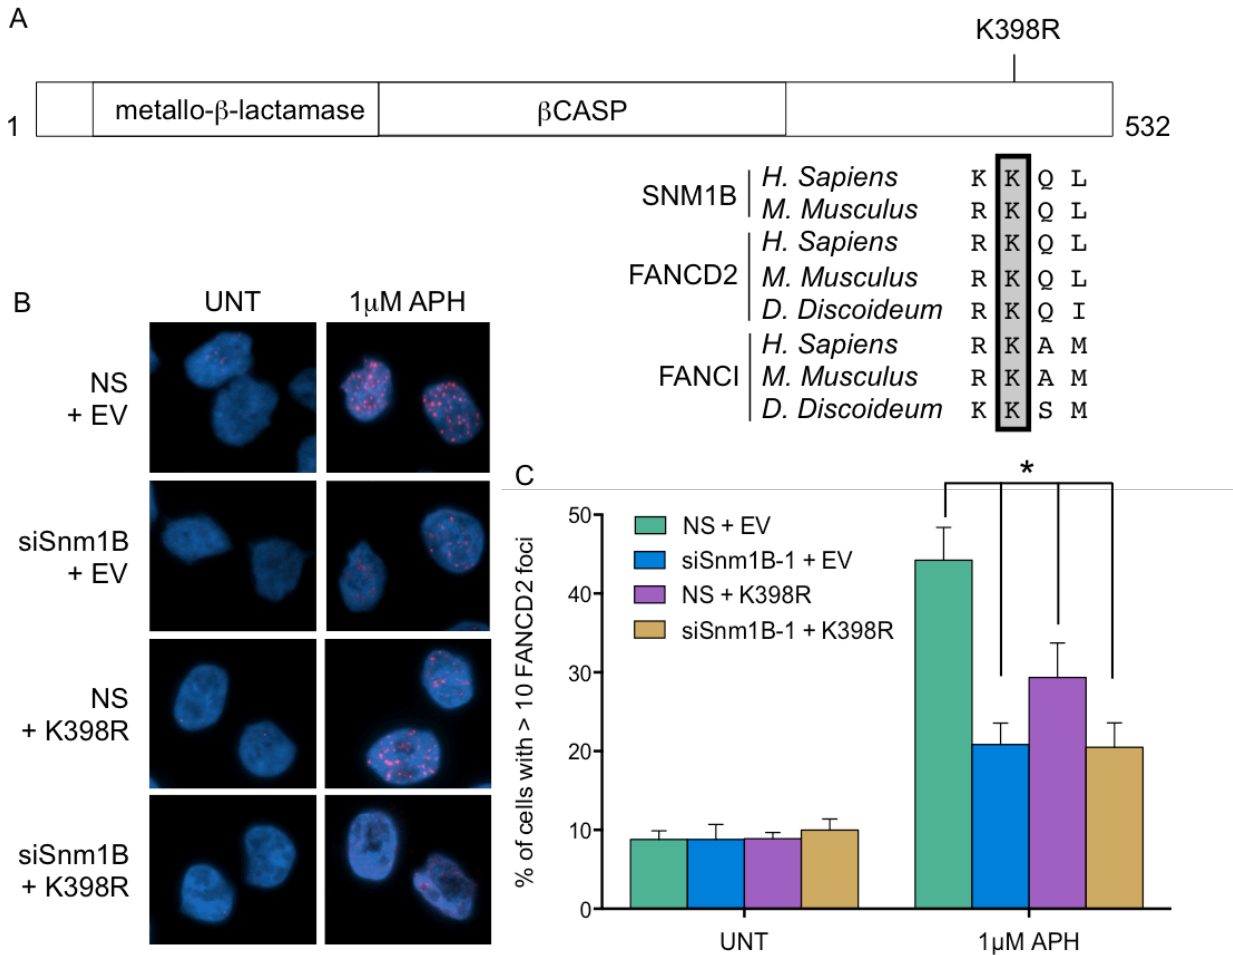 A
K398R
metallo-β-lactamase
βCASP
1
532
SNM1B
H. Sapiens K K Q L
M. Musculus R K Q L
FANCD2
H. Sapiens R K Q L
M. Musculus R K Q L
D. Discoideum R K Q I
FANCI
H. Sapiens R K A M
M. Musculus R K A M
D. Discoideum K K S M
B
UNT
1μM APH
NS
+ EV
siSnm1B
+ EV
NS
+ K398R
siSnm1B
+ K398R
C
*
% of cells with > 10 FANCD2 foci
50
40
30
20
10
0
NS + EV
siSnm1B-1 + EV
NS + K398R
siSnm1B-1 + K398R
UNT
1μM APH